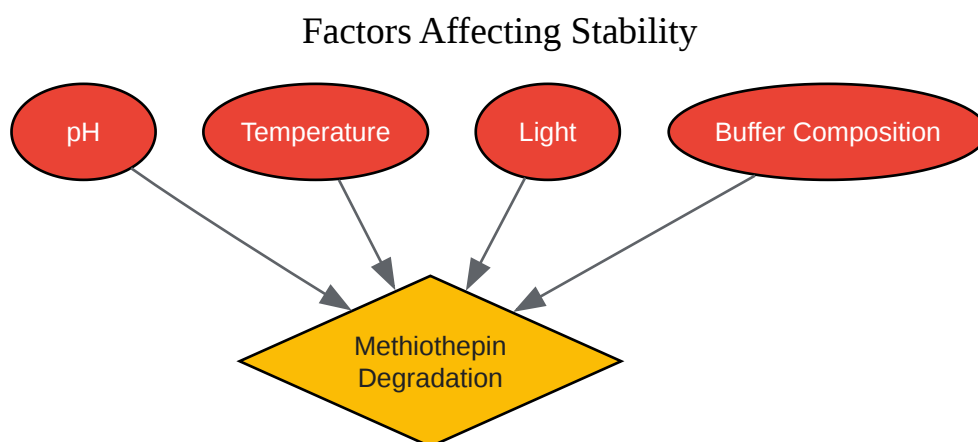 Factors Affecting Stability
pH
Temperature
Light
Buffer Composition
Methiothepin
Degradation